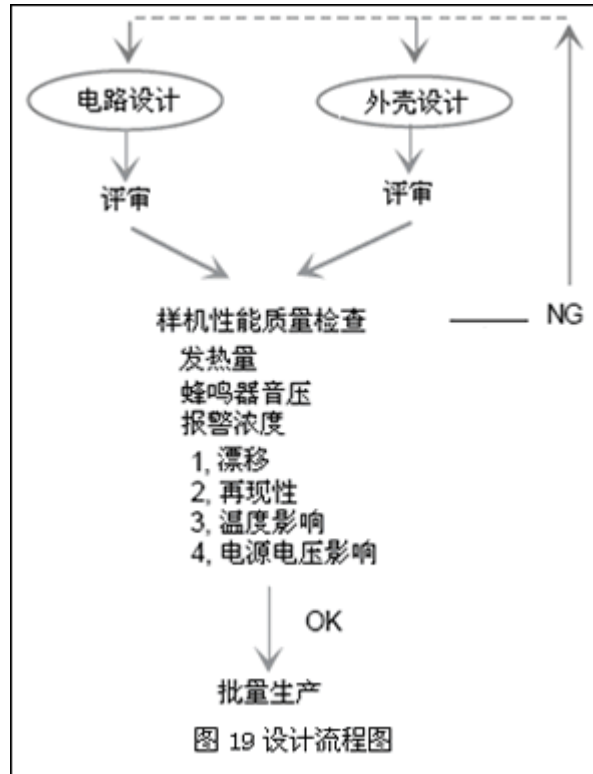 电路设计
外壳设计
评审
评审
样机性能质量检查
NG
发热量
蜂鸣器音压
报警浓度
1, 漂移
2, 再现性
3, 温度影响
4, 电源电压影响
OK
批量生产
图 19 设计流程图